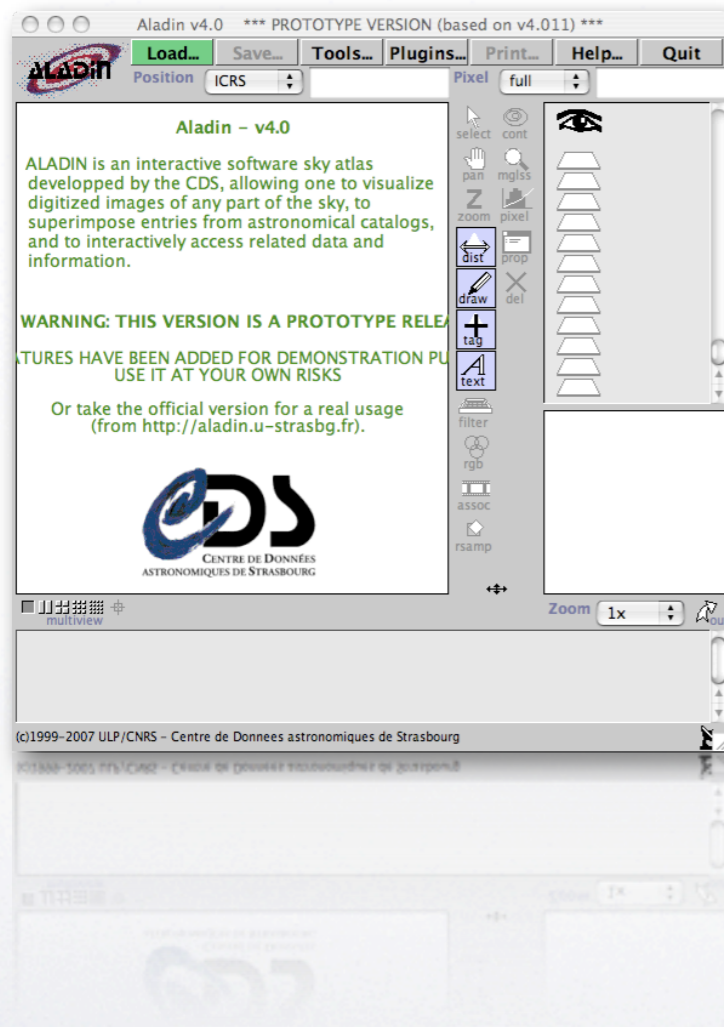 Aladin v4.0 *** PROTOTYPE VERSION (based on v4.011) ***
ALADIN
Load... Save... Tools... Plugins... Print... Help... Quit
Position ICRS Pixel full
Aladin – v4.0
ALADIN is an interactive software sky atlas
developped by the CDS, allowing one to visualize
digitized images of any part of the sky, to
superimpose entries from astronomical catalogs,
and to interactively access related data and
information.
WARNING: THIS VERSION IS A PROTOTYPE RELEA
ATURES HAVE BEEN ADDED FOR DEMONSTRATION PU
USE IT AT YOUR OWN RISKS
Or take the official version for a real usage
(from http://aladin.u-strasbg.fr).
CDS
CENTRE DE DONNÉES
ASTRONOMIQUES DE STRASBOURG
select cont
pan mglss
Z
zoom pixel
dist prop
draw del
tag
A
text
filter
rgb
assoc
rsamp
multiview
Zoom 1x
ou
(c)1999-2007 ULP/CNRS - Centre de Donnees astronomiques de Strasbourg